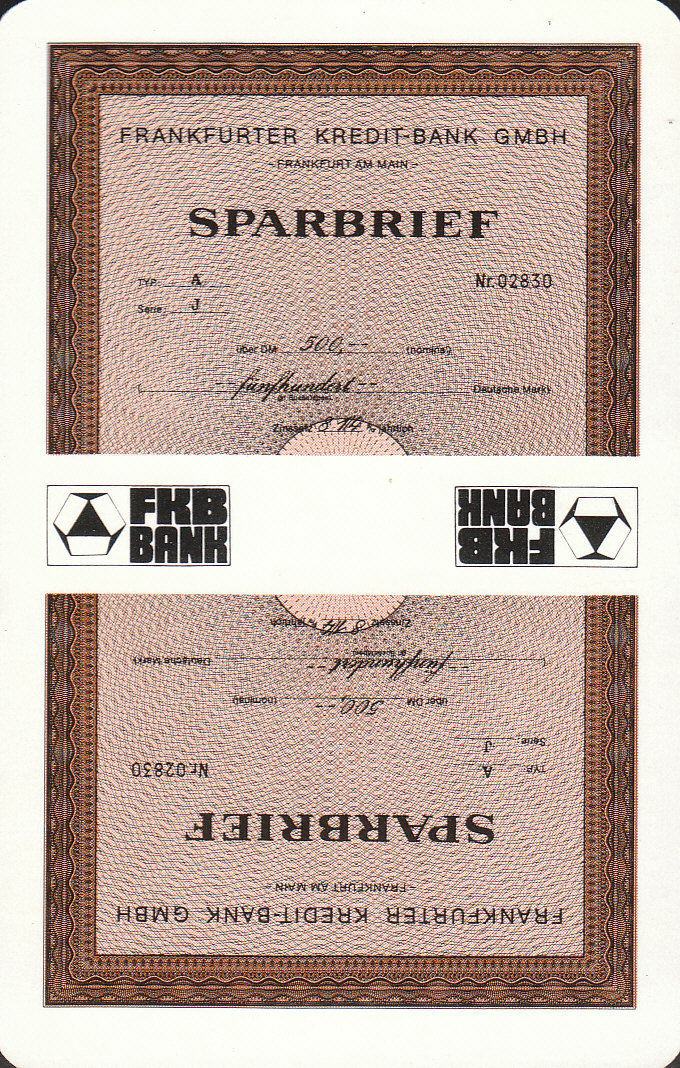 FRANKFURTER KREDIT-BANK GMBH
– FRANKFURT AM MAIN –
SPARBRIEF
TYP: A Nr.02830
Serie: J
über DM 500,-- (nominal)
( --fünfhundert-- Deutsche Mark)
Zinssatz 8 1/4 % jährlich
FKB
BANK
FKB
BANK
Zinssatz 8 1/4 % jährlich
( --fünfhundert-- Deutsche Mark)
über DM 500,-- (nominal)
Serie: J
TYP: A Nr.02830
SPARBRIEF
– FRANKFURT AM MAIN –
FRANKFURTER KREDIT-BANK GMBH